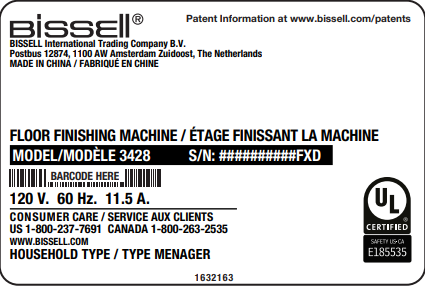 BISSELL®
Patent Information at www.bissell.com/patents
BISSELL International Trading Company B.V.
Postbus 12874, 1100 AW Amsterdam Zuidoost, The Netherlands
MADE IN CHINA / FABRIQUÉ EN CHINE
FLOOR FINISHING MACHINE / ÉTAGE FINISSANT LA MACHINE
MODEL/MODÈLE 3428 S/N: ##########FXD
BARCODE HERE
120 V. 60 Hz. 11.5 A.
CONSUMER CARE / SERVICE AUX CLIENTS
US 1-800-237-7691 CANADA 1-800-263-2535
WWW.BISSELL.COM
HOUSEHOLD TYPE / TYPE MENAGER
UL
CERTIFIED
SAFETY US-CA
E185535
1632163